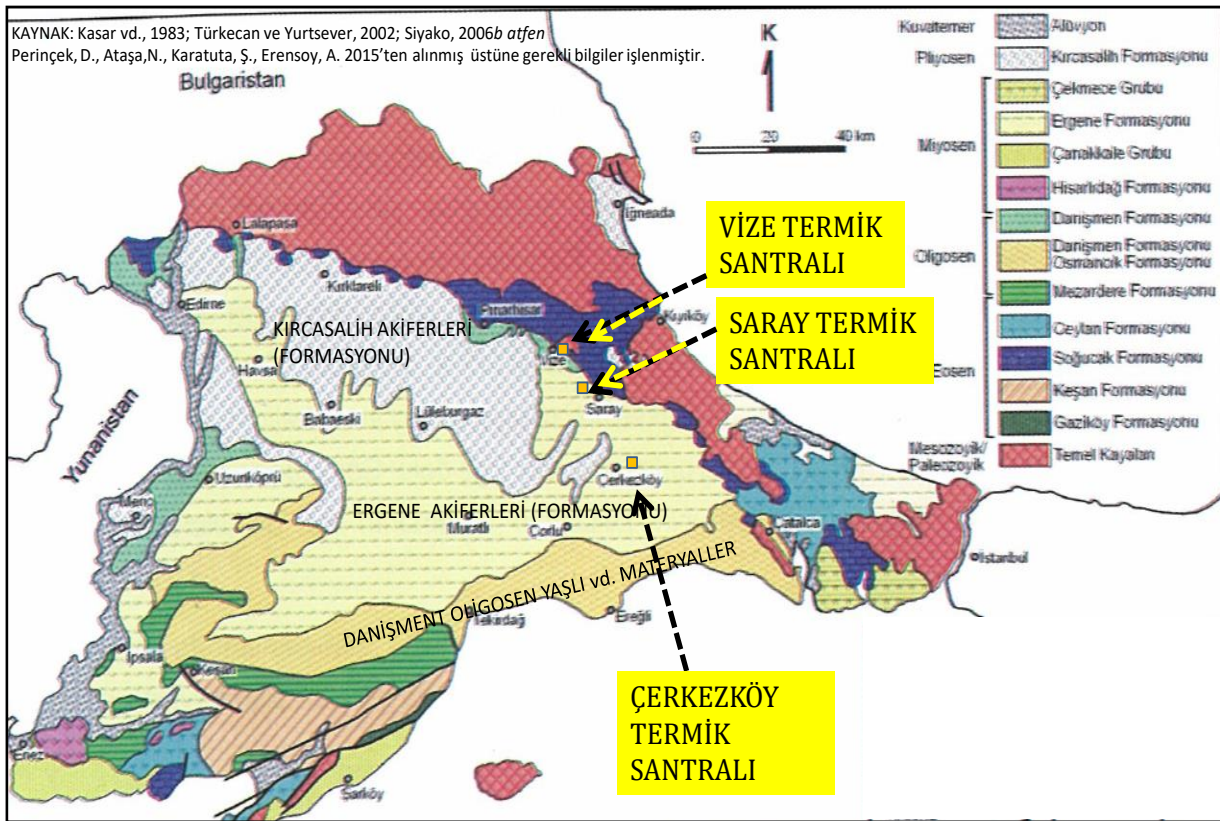 KAYNAK: Kasar vd., 1983; Türkecan ve Yurtsever, 2002; Siyako, 2006b atfen
Perinçek, D., Ataşa,N., Karatuta, Ş., Erensoy, A. 2015'ten alınmış üstüne gerekli bilgiler işlenmiştir.
Bulgaristan
K
0 20 40 km
Kuvaterner
Alüvyon
Pliyosen
Kırcasalih Formasyonu
Çekmece Grubu
Ergene Formasyonu
Miyosen
Çanakkale Grubu
Hisarlıdağ Formasyonu
Danişmen Formasyonu
Oligosen
Danişmen Formasyonu
Osmancık Formasyonu
Mezardere Formasyonu
Ceylan Formasyonu
Soğucak Formasyonu
Eosen
Keşan Formasyonu
Gaziköy Formasyonu
Mesozoyik/
Paleozoyik
Temel Kayaları
İğneada
Lalapaşa
VİZE TERMİK
SANTRALI
Kırklareli
Edirne
Pınarhisar
Kıyıköy
SARAY TERMİK
SANTRALI
KIRCASALİH AKİFERLERİ
(FORMASYONU)
Vize
Havsa
Babaeski
Lüleburgaz
Saray
Yunanistan
Uzunköprü
Çerkezköy
Meriç
ERGENE AKİFERLERİ (FORMASYONU)
Muratlı
Çorlu
Çatalca
İstanbul
DANİŞMENT OLİGOSEN YAŞLI vd. MATERYALLER
Tekirdağ
Ereğli
İpsala
Keşan
ÇERKEZKÖY
TERMİK
SANTRALI
Enez
Şarköy